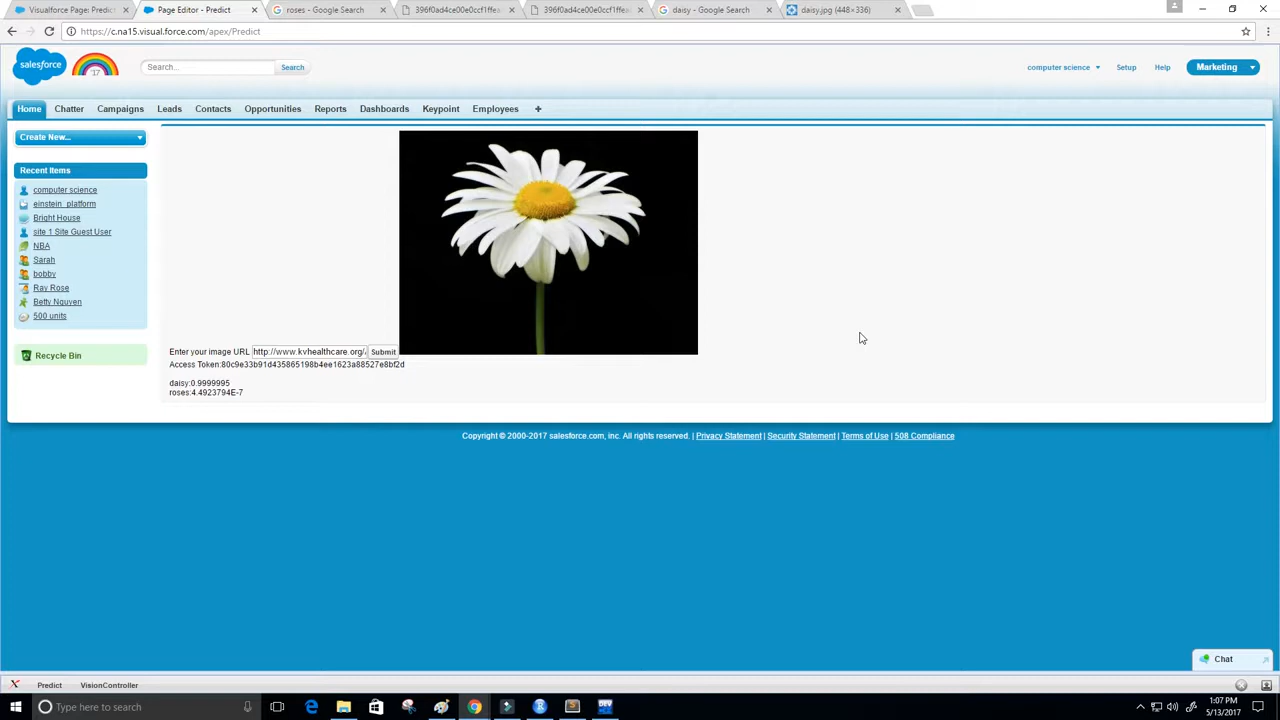 Visualforce Page: Predict
Page Editor - Predict
roses - Google Search
396f0ad4ce00e0ccf1ffea
396f0ad4ce00e0ccf1ffea
daisy - Google Search
daisy.jpg (448×336)
https://c.na15.visual.force.com/apex/Predict
salesforce
'17
Search...
Search
computer science
Setup
Help
Marketing
Home
Chatter
Campaigns
Leads
Contacts
Opportunities
Reports
Dashboards
Keypoint
Employees
+
Create New...
Recent Items
computer science
einstein_platform
Bright House
site 1 Site Guest User
NBA
Sarah
bobby
Ray Rose
Betty Nguyen
500 units
Recycle Bin
Enter your image URL http://www.kvhealthcare.org/ Submit
Access Token:80c9e33b91d435865198b4ee1623a88527e8bf2d
daisy:0.9999995
roses:4.4923794E-7
Copyright © 2000-2017 salesforce.com, inc. All rights reserved. | Privacy Statement | Security Statement | Terms of Use | 508 Compliance
Chat
Predict
VisionController
Type here to search
DEV
1:07 PM
5/13/2017